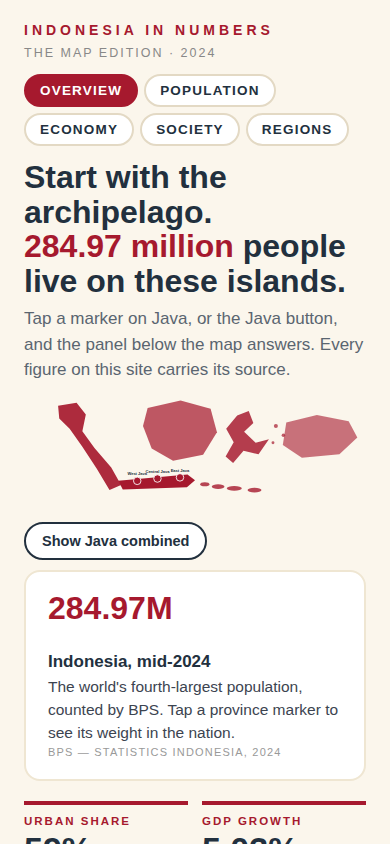 INDONESIA IN NUMBERS
THE MAP EDITION · 2024
OVERVIEW POPULATION
ECONOMY SOCIETY REGIONS
Start with the
archipelago.
284.97 million people
live on these islands.
Tap a marker on Java, or the Java button,
and the panel below the map answers. Every
figure on this site carries its source.
West Java Central Java East Java
Show Java combined
284.97M
Indonesia, mid-2024
The world's fourth-largest population,
counted by BPS. Tap a province marker to
see its weight in the nation.
BPS — STATISTICS INDONESIA, 2024
URBAN SHARE GDP GROWTH